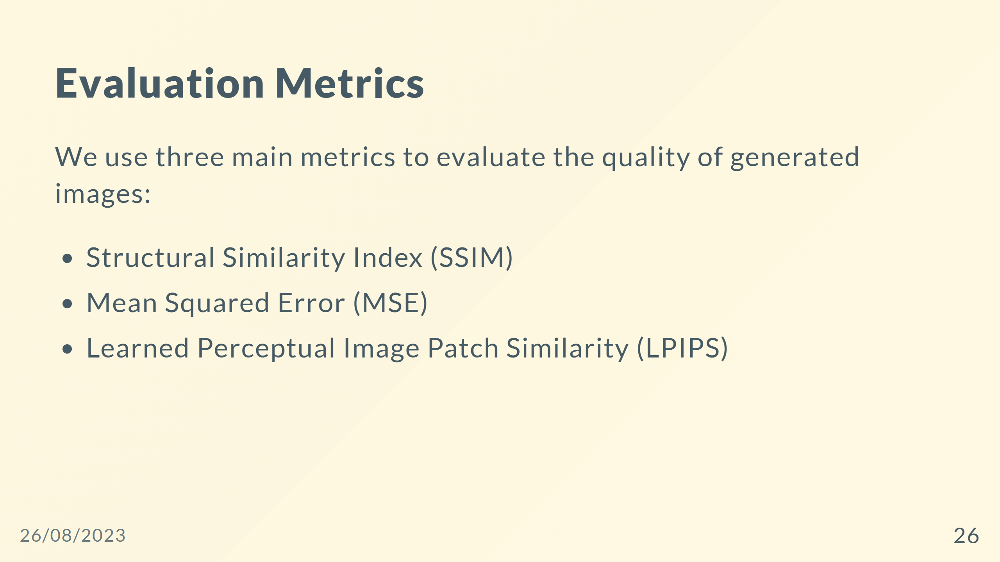 Evaluation Metrics
We use three main metrics to evaluate the quality of generated
images:
• Structural Similarity Index (SSIM)
• Mean Squared Error (MSE)
• Learned Perceptual Image Patch Similarity (LPIPS)
26/08/2023
26